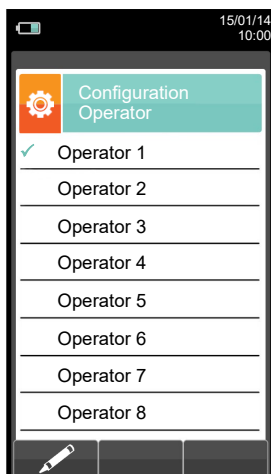 15/01/14
10:00
Configuration
Operator
Operator 1
Operator 2
Operator 3
Operator 4
Operator 5
Operator 6
Operator 7
Operator 8